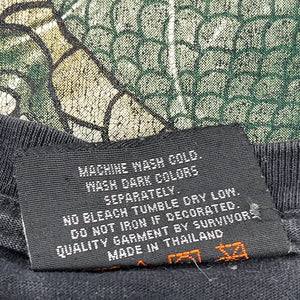 MACHINE WASH COLD.
WASH DARK COLORS
SEPARATELY.
NO BLEACH TUMBLE DRY LOW.
DO NOT IRON IF DECORATED.
QUALITY GARMENT BY SURVIVORS
MADE IN THAILAND